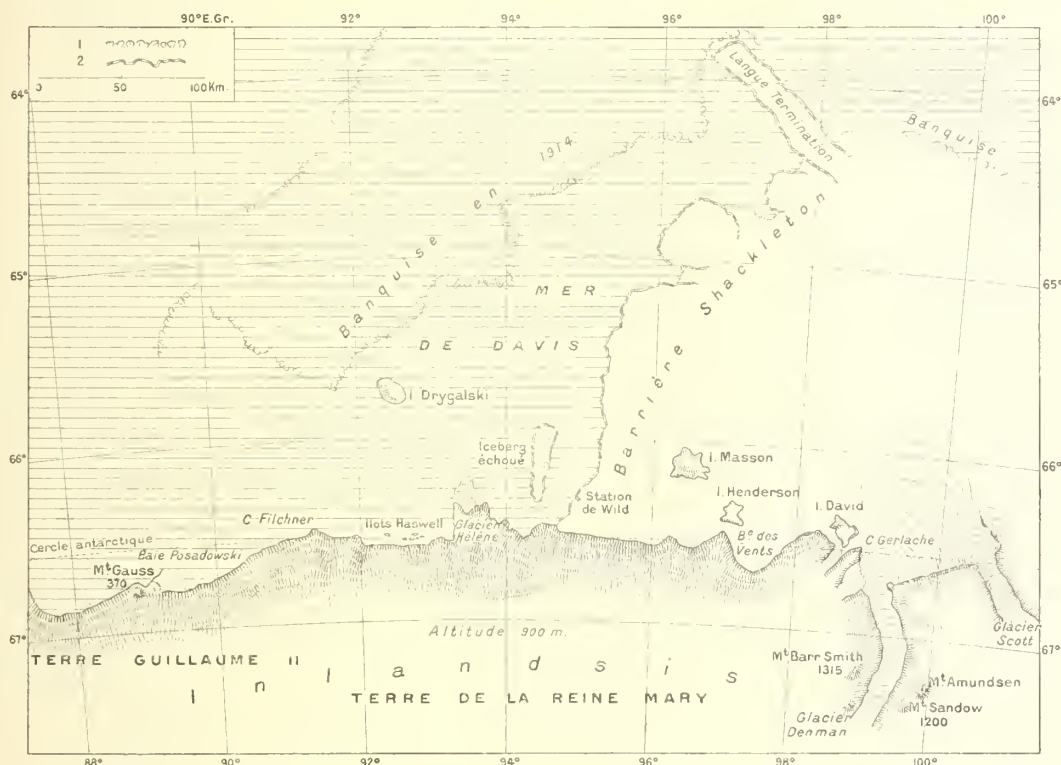 90°E.Gr.
92°
94°
96°
98°
100°
1
2
50
100Km.
64°
64°
Langue Termination
Banquise
1914.
Banquise en
Barrière Shackleton
65°
65°
MER
DE DAVIS
I Drygalski
66°
66°
Iceberg
échoué
I. Masson
Station
de Wild
I. Henderson
I. David
C Filchner
Ilots Haswell
Glacier
Hélène
Be des
Vents
C Gerlache
Cercle antarctique
Baie Posadowski
Mt Gauss
370
67°
67°
Altitude 900 m.
Glacier
Scott
TERRE GUILLAUME II
Inlandsis
TERRE DE LA REINE MARY
Mt Barr Smith
1315
Mt Amundsen
Mt Sandow
1200
Glacier
Denman
88°
90°
92°
94°
96°
98°
100°